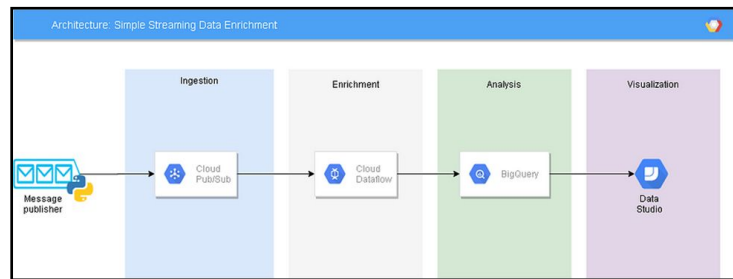 Architecture: Simple Streaming Data Enrichment
Ingestion
Enrichment
Analysis
Visualization
Message
publisher
Cloud
Pub/Sub
Cloud
Dataflow
BigQuery
Data
Studio